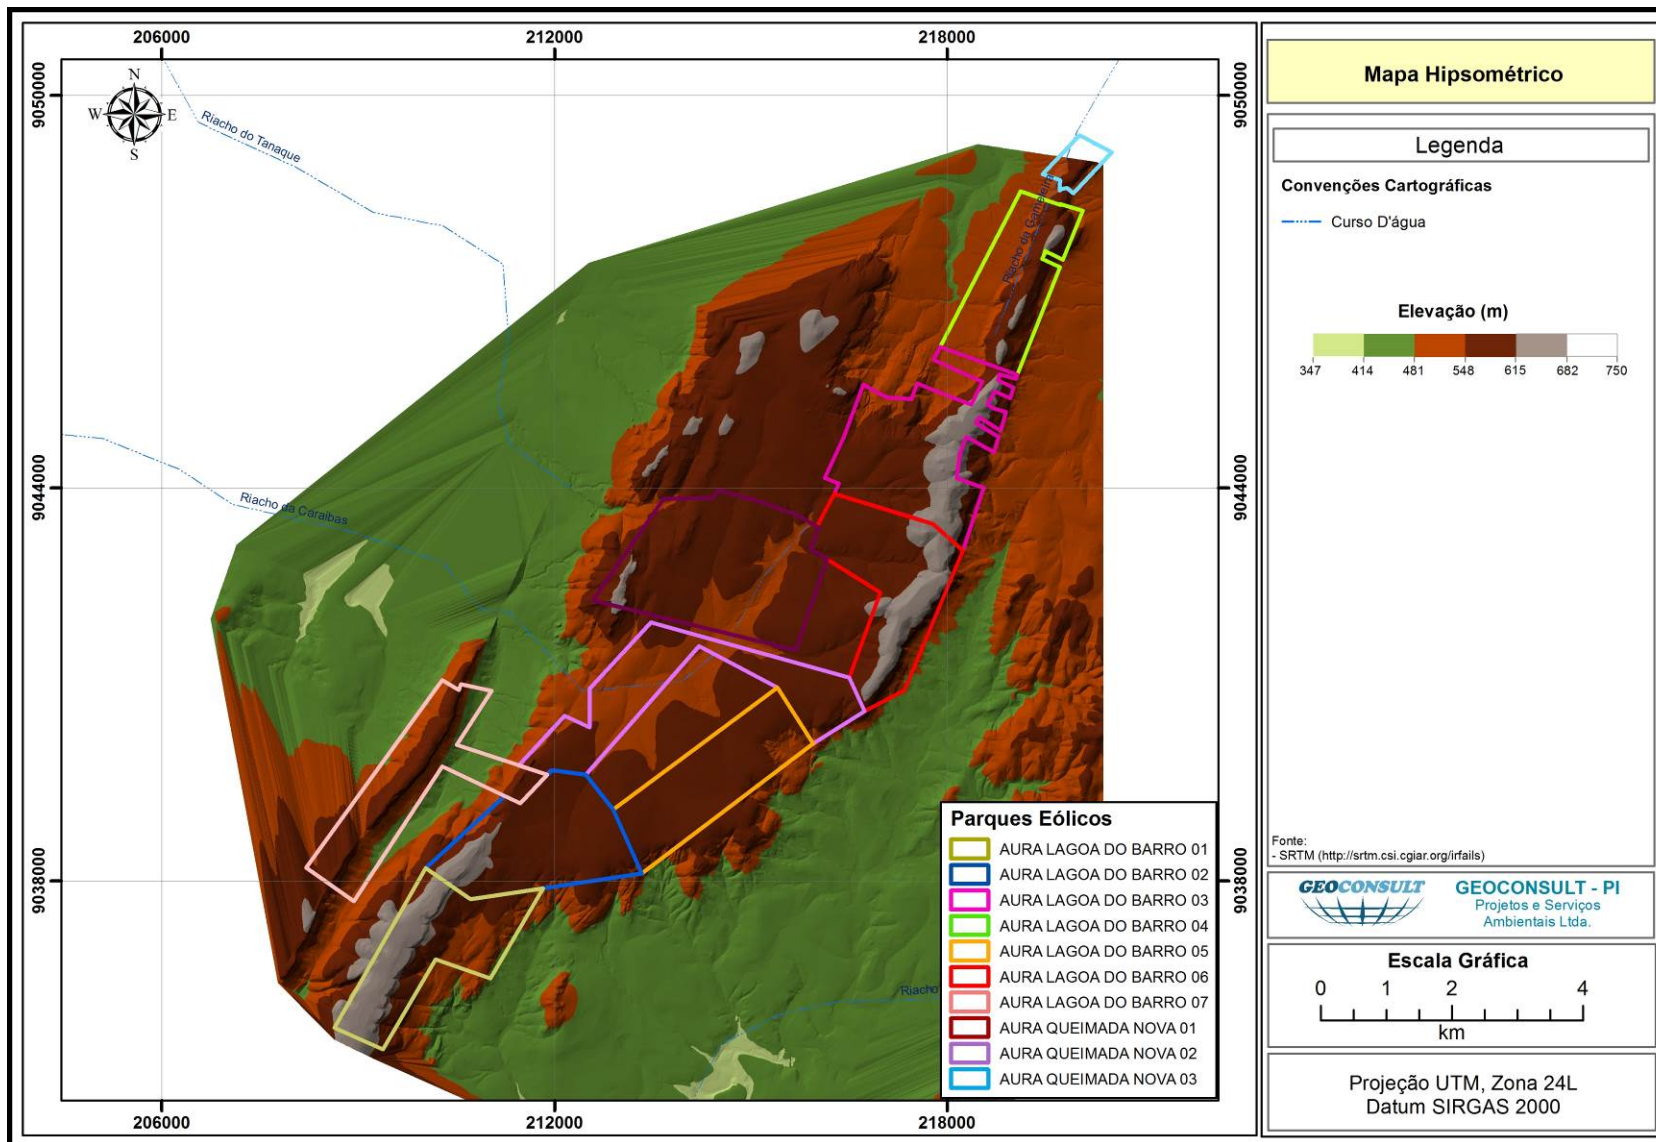 206000
212000
218000
9050000
9050000
N
W
E
S
Riacho do Tanaque
Riacho da Gameleira
9044000
9044000
Riacho da Caraibas
9038000
9038000
Riacho
206000
212000
218000
Parques Eólicos
AURA LAGOA DO BARRO 01
AURA LAGOA DO BARRO 02
AURA LAGOA DO BARRO 03
AURA LAGOA DO BARRO 04
AURA LAGOA DO BARRO 05
AURA LAGOA DO BARRO 06
AURA LAGOA DO BARRO 07
AURA QUEIMADA NOVA 01
AURA QUEIMADA NOVA 02
AURA QUEIMADA NOVA 03
Mapa Hipsométrico
Legenda
Convenções Cartográficas
Curso D'água
Elevação (m)
347 414 481 548 615 682 750
Fonte:
- SRTM (http://srtm.csi.cgiar.org/irfails)
GEOCONSULT
GEOCONSULT - PI
Projetos e Serviços
Ambientais Ltda.
Escala Gráfica
0 1 2 4
km
Projeção UTM, Zona 24L
Datum SIRGAS 2000